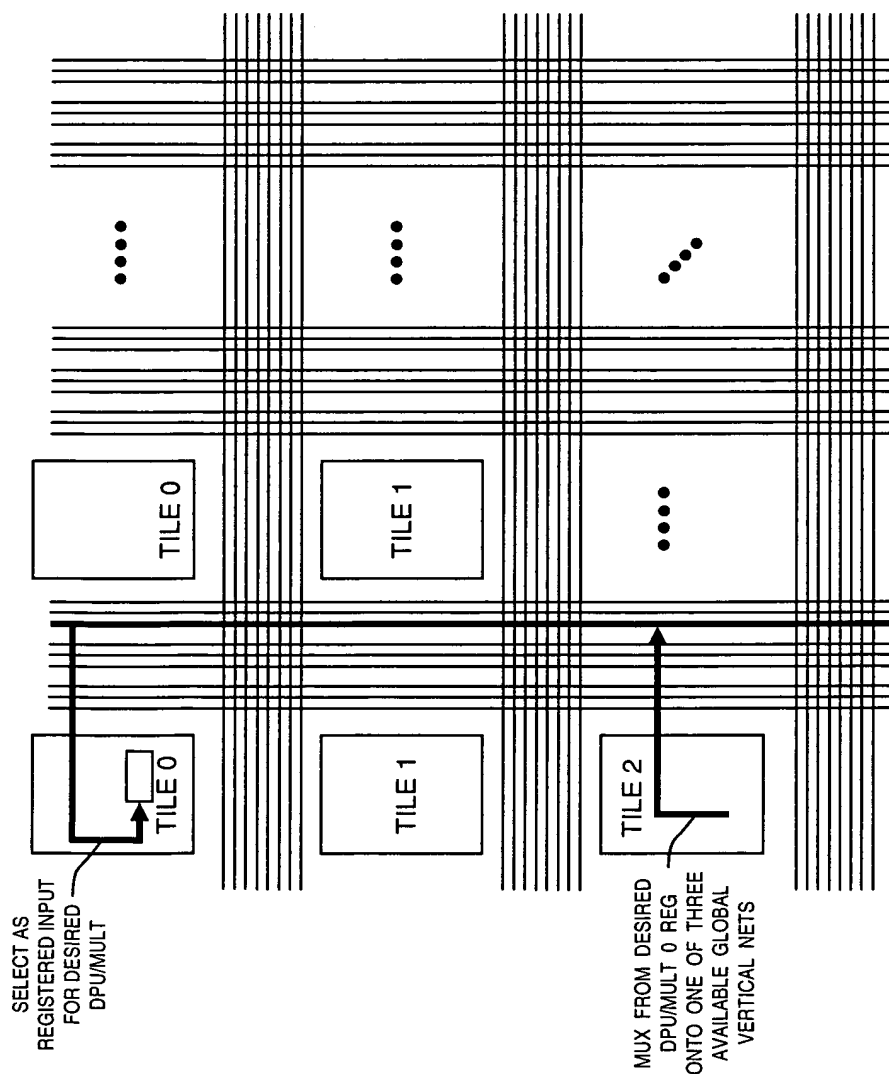 SELECT AS
REGISTERED INPUT
FOR DESIRED
DPU/MULT
TILE 0
TILE 0
TILE 1
TILE 1
TILE 2
MUX FROM DESIRED
DPU/MULT 0 REG
ONTO ONE OF THREE
AVAILABLE GLOBAL
VERTICAL NETS